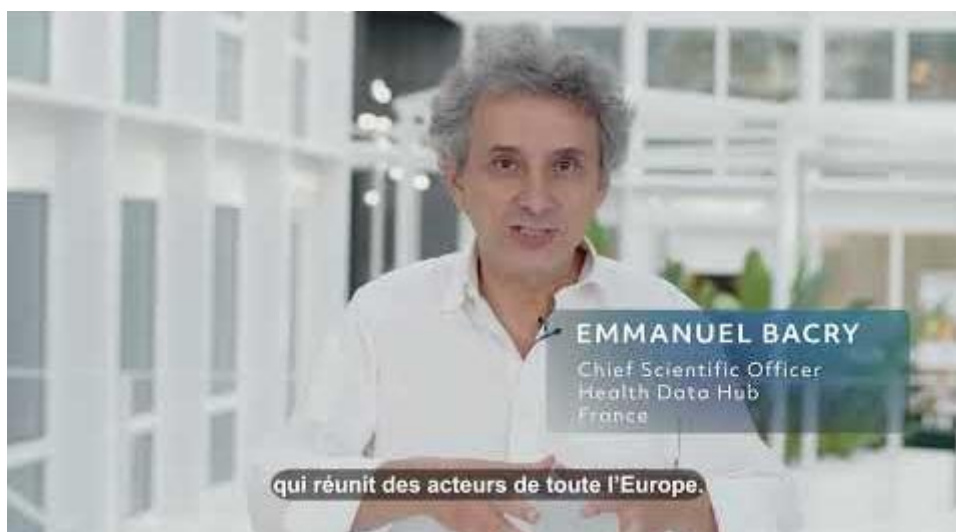 EMMANUEL BACRY
Chief Scientific Officer
Health Data Hub
France
qui réunit des acteurs de toute l'Europe.